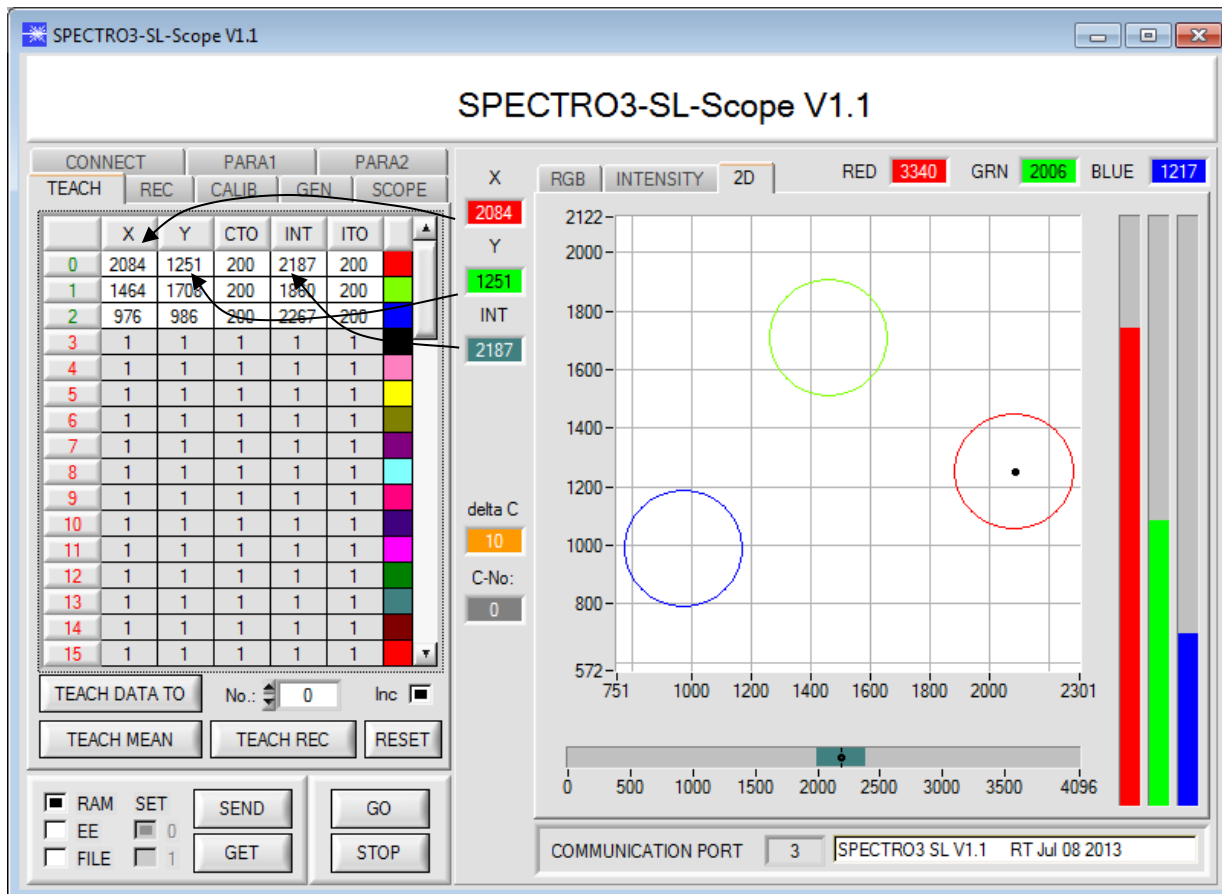 SPECTRO3-SL-Scope V1.1
SPECTRO3-SL-Scope V1.1
CONNECT PARA1 PARA2
TEACH REC CALIB GEN SCOPE
X Y CTO INT ITO
0 2084 1251 200 2187 200
1 1464 1708 200 1860 200
2 976 986 200 2267 200
3 1 1 1 1 1
4 1 1 1 1 1
5 1 1 1 1 1
6 1 1 1 1 1
7 1 1 1 1 1
8 1 1 1 1 1
9 1 1 1 1 1
10 1 1 1 1 1
11 1 1 1 1 1
12 1 1 1 1 1
13 1 1 1 1 1
14 1 1 1 1 1
15 1 1 1 1 1
TEACH DATA TO No.: 0 Inc
TEACH MEAN TEACH REC RESET
RAM SET SEND GO
EE 0
FILE 1 GET STOP
X
2084
Y
1251
INT
2187
delta C
10
C-No:
0
RGB INTENSITY 2D RED 3340 GRN 2006 BLUE 1217
2122
2000
1800
1600
1400
1200
1000
800
572
751 1000 1200 1400 1600 1800 2000 2301
0 500 1000 1500 2000 2500 3000 3500 4096
COMMUNICATION PORT 3 SPECTRO3 SL V1.1 RT Jul 08 2013